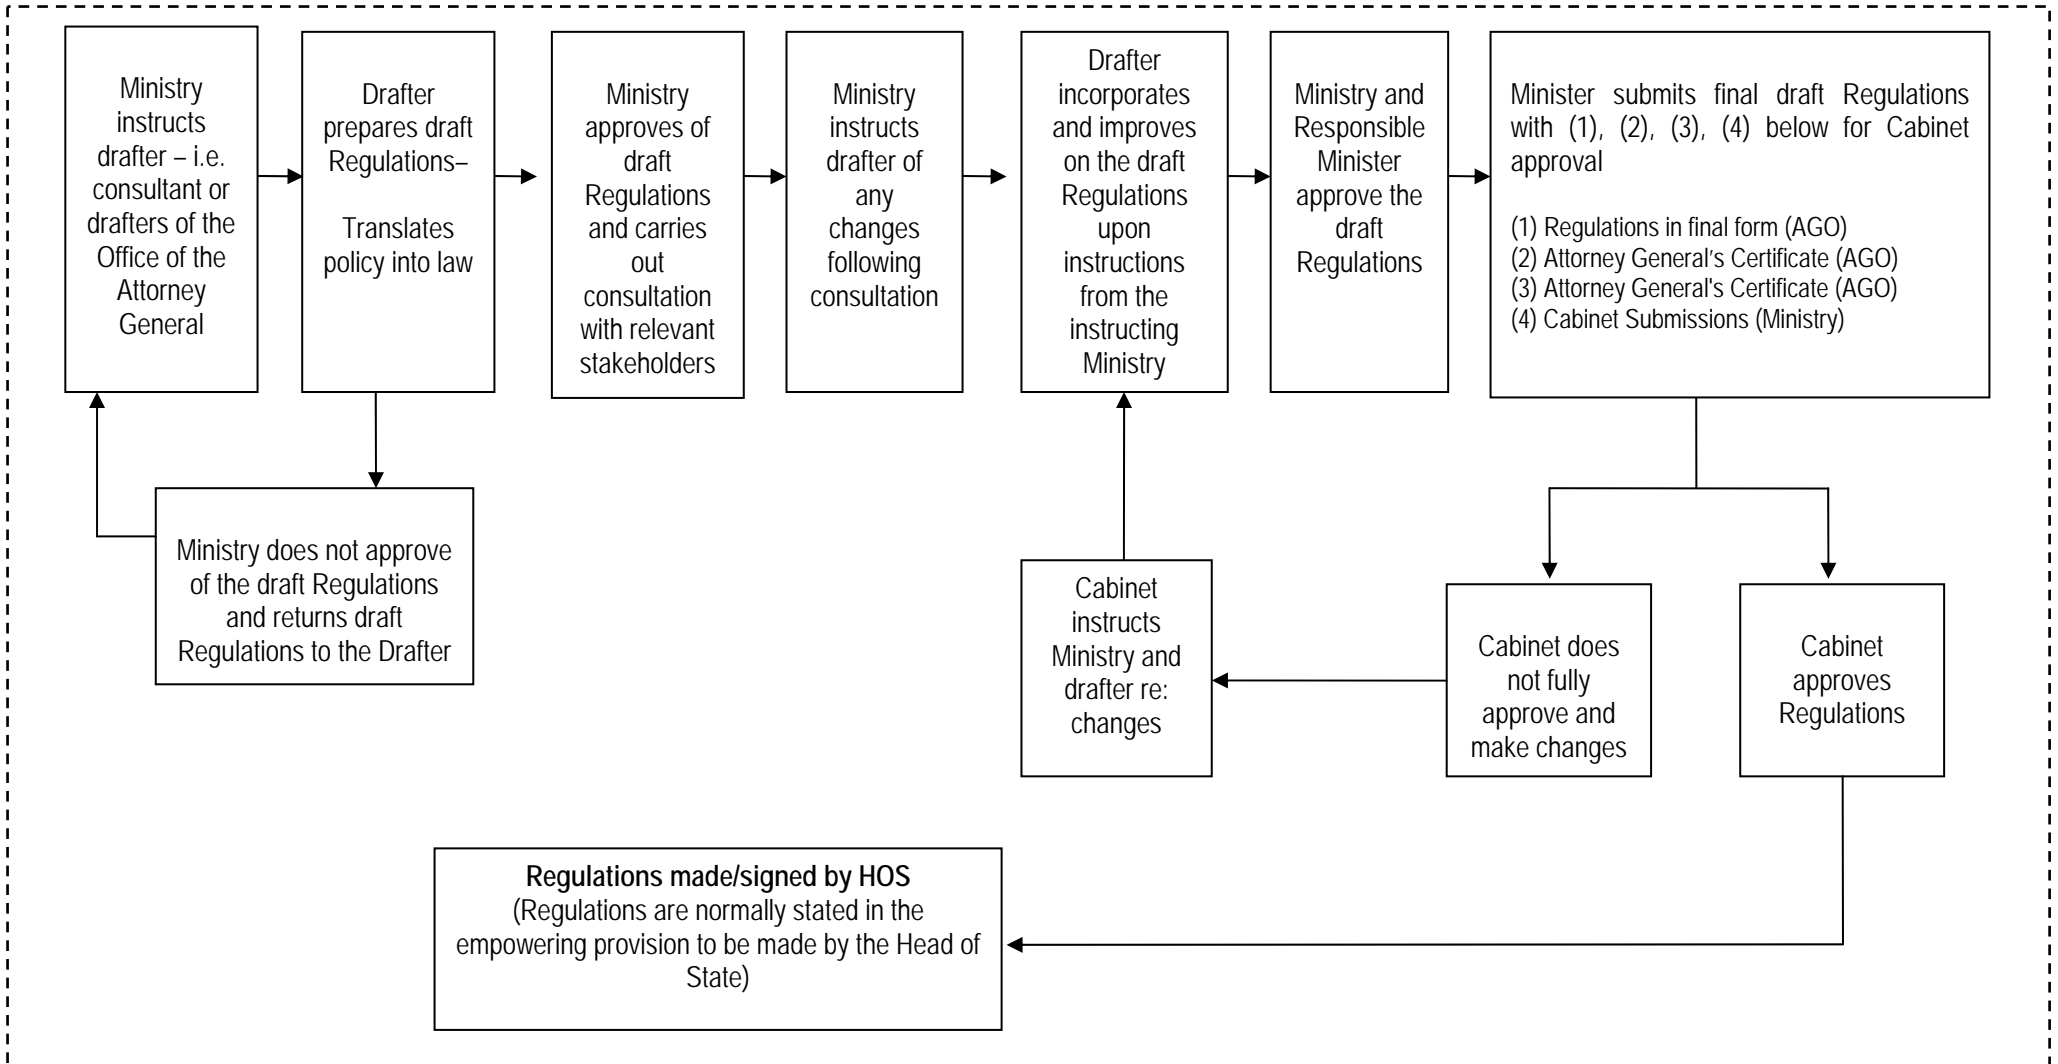 Ministry
instructs
drafter – i.e.
consultant or
drafters of the
Office of the
Attorney
General
Drafter
prepares draft
Regulations–
Translates
policy into law
Ministry
approves of
draft
Regulations
and carries
out
consultation
with relevant
stakeholders
Ministry
instructs
drafter of
any
changes
following
consultation
Drafter
incorporates
and improves
on the draft
Regulations
upon
instructions
from the
instructing
Ministry
Ministry and
Responsible
Minister
approve the
draft
Regulations
Minister submits final draft Regulations
with (1), (2), (3), (4) below for Cabinet
approval
(1) Regulations in final form (AGO)
(2) Attorney General's Certificate (AGO)
(3) Attorney General's Certificate (AGO)
(4) Cabinet Submissions (Ministry)
Ministry does not approve
of the draft Regulations
and returns draft
Regulations to the Drafter
Cabinet
instructs
Ministry and
drafter re:
changes
Cabinet does
not fully
approve and
make changes
Cabinet
approves
Regulations
Regulations made/signed by HOS
(Regulations are normally stated in the
empowering provision to be made by the Head of
State)